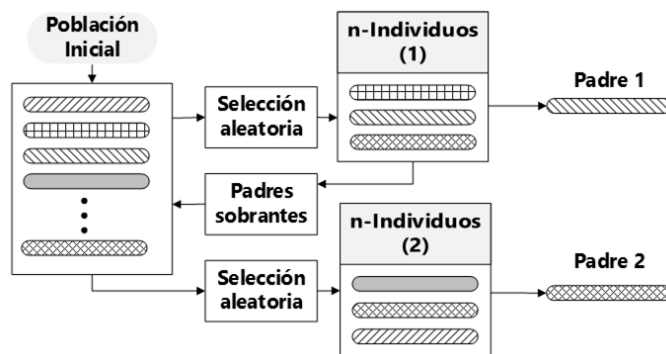 Población
Inicial
Selección
aleatoria
n-Individuos
(1)
Padre 1
Padres
sobrantes
n-Individuos
(2)
Selección
aleatoria
Padre 2